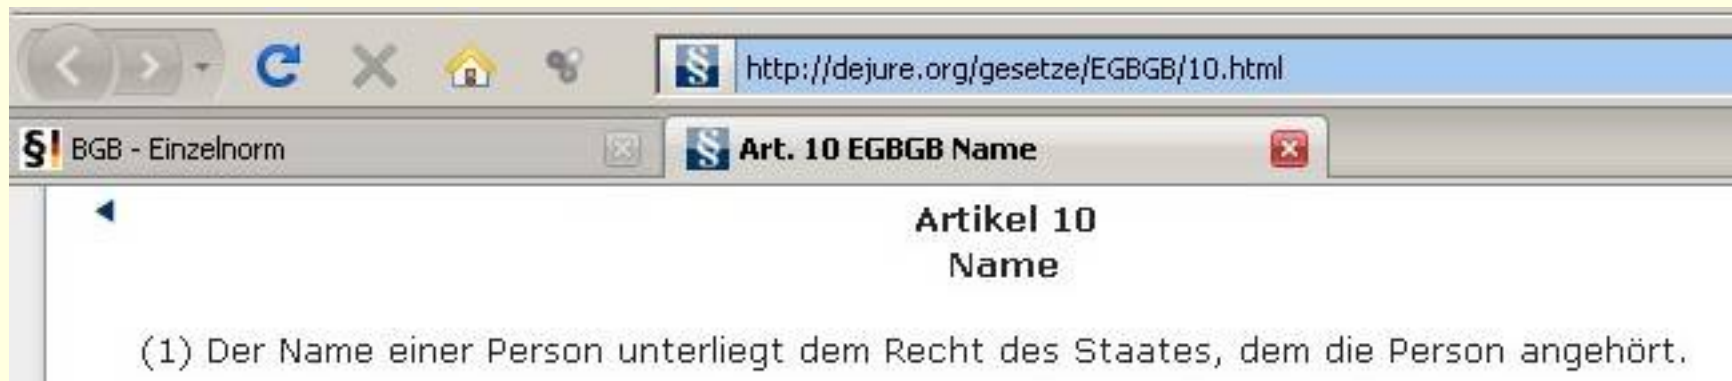 http://dejure.org/gesetze/EGBGB/10.html
BGB - Einzelnorm
Art. 10 EGBGB Name
Artikel 10
Name
(1) Der Name einer Person unterliegt dem Recht des Staates, dem die Person angehört.